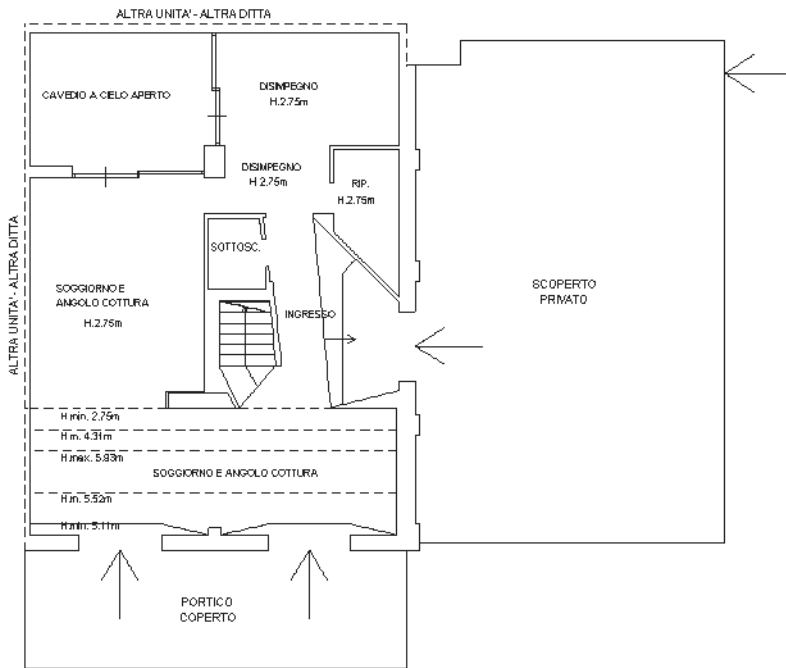 ALTRA UNITA' - ALTRA DITTA
CAVEDIO A CIELO APERTO
DISIMPEGNO
H.2.75m
DISIMPEGNO
H 2.75m
RIP.
H.2.75m
SOTTOSC.
ALTRA UNITA' - ALTRA DITTA
SOGGIORNO E
ANGOLO COTTURA
H.2.75m
INGRESSO
SCOPERTO
PRIVATO
H.min. 2.75m
H.m. 4.31m
H.max. 5.93m
SOGGIORNO E ANGOLO COTTURA
H.m. 5.52m
H.min. 5.11m
PORTICO
COPERTO